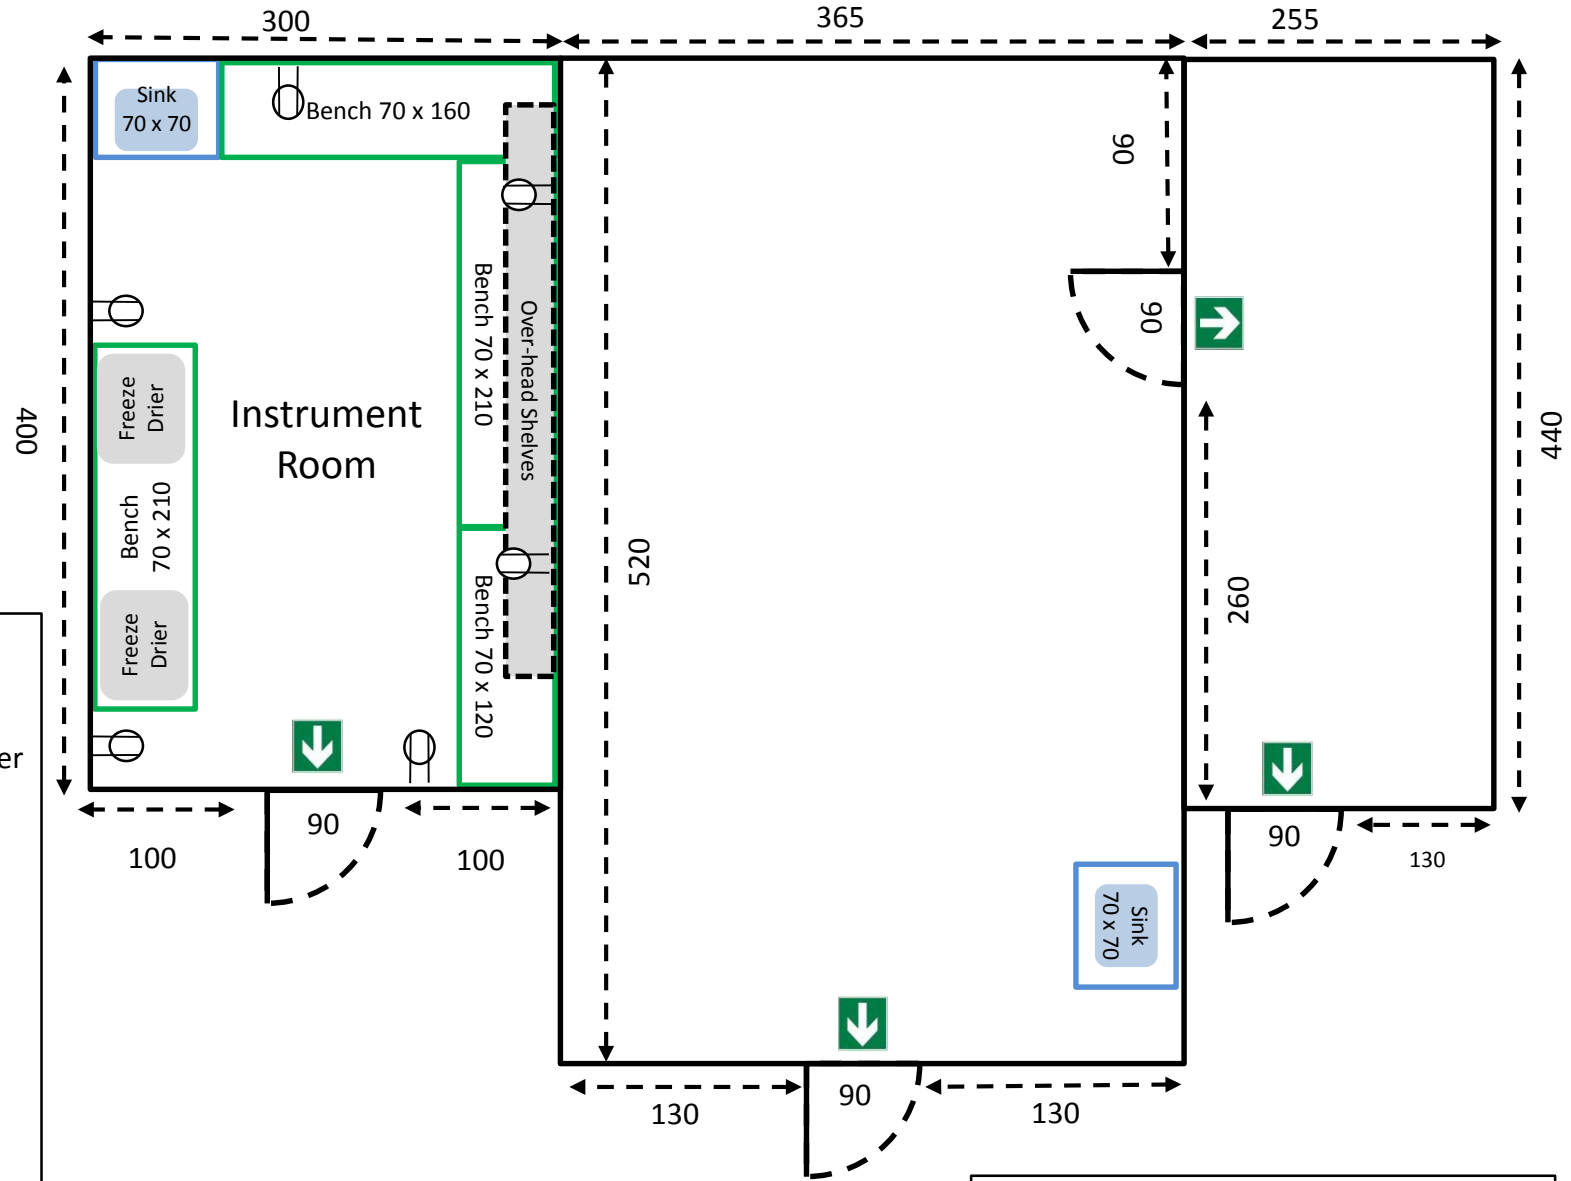 300
365
255
Sink
70 x 70
Bench 70 x 160
90
90
Bench 70 x 210
Over-head Shelves
Freeze
Drier
Instrument
Room
400
440
Bench
70 x 210
520
260
Freeze
Drier
Bench 70 x 120
er
90
100
100
90
130
Sink
70 x 70
130
90
130